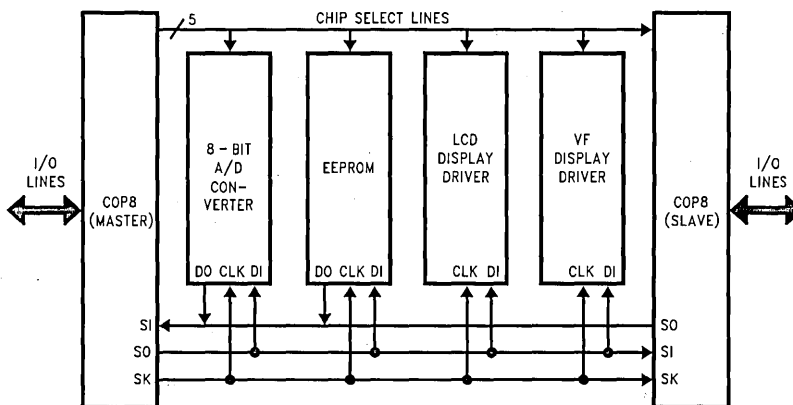 5
CHIP SELECT LINES
I/O
LINES
COP8
(MASTER)
8-BIT
A/D
CON-
VERTER
DO CLK DI
EEPROM
DO CLK DI
LCD
DISPLAY
DRIVER
CLK DI
VF
DISPLAY
DRIVER
CLK DI
COP8
(SLAVE)
I/O
LINES
SI
SO
SO
SI
SK
SK